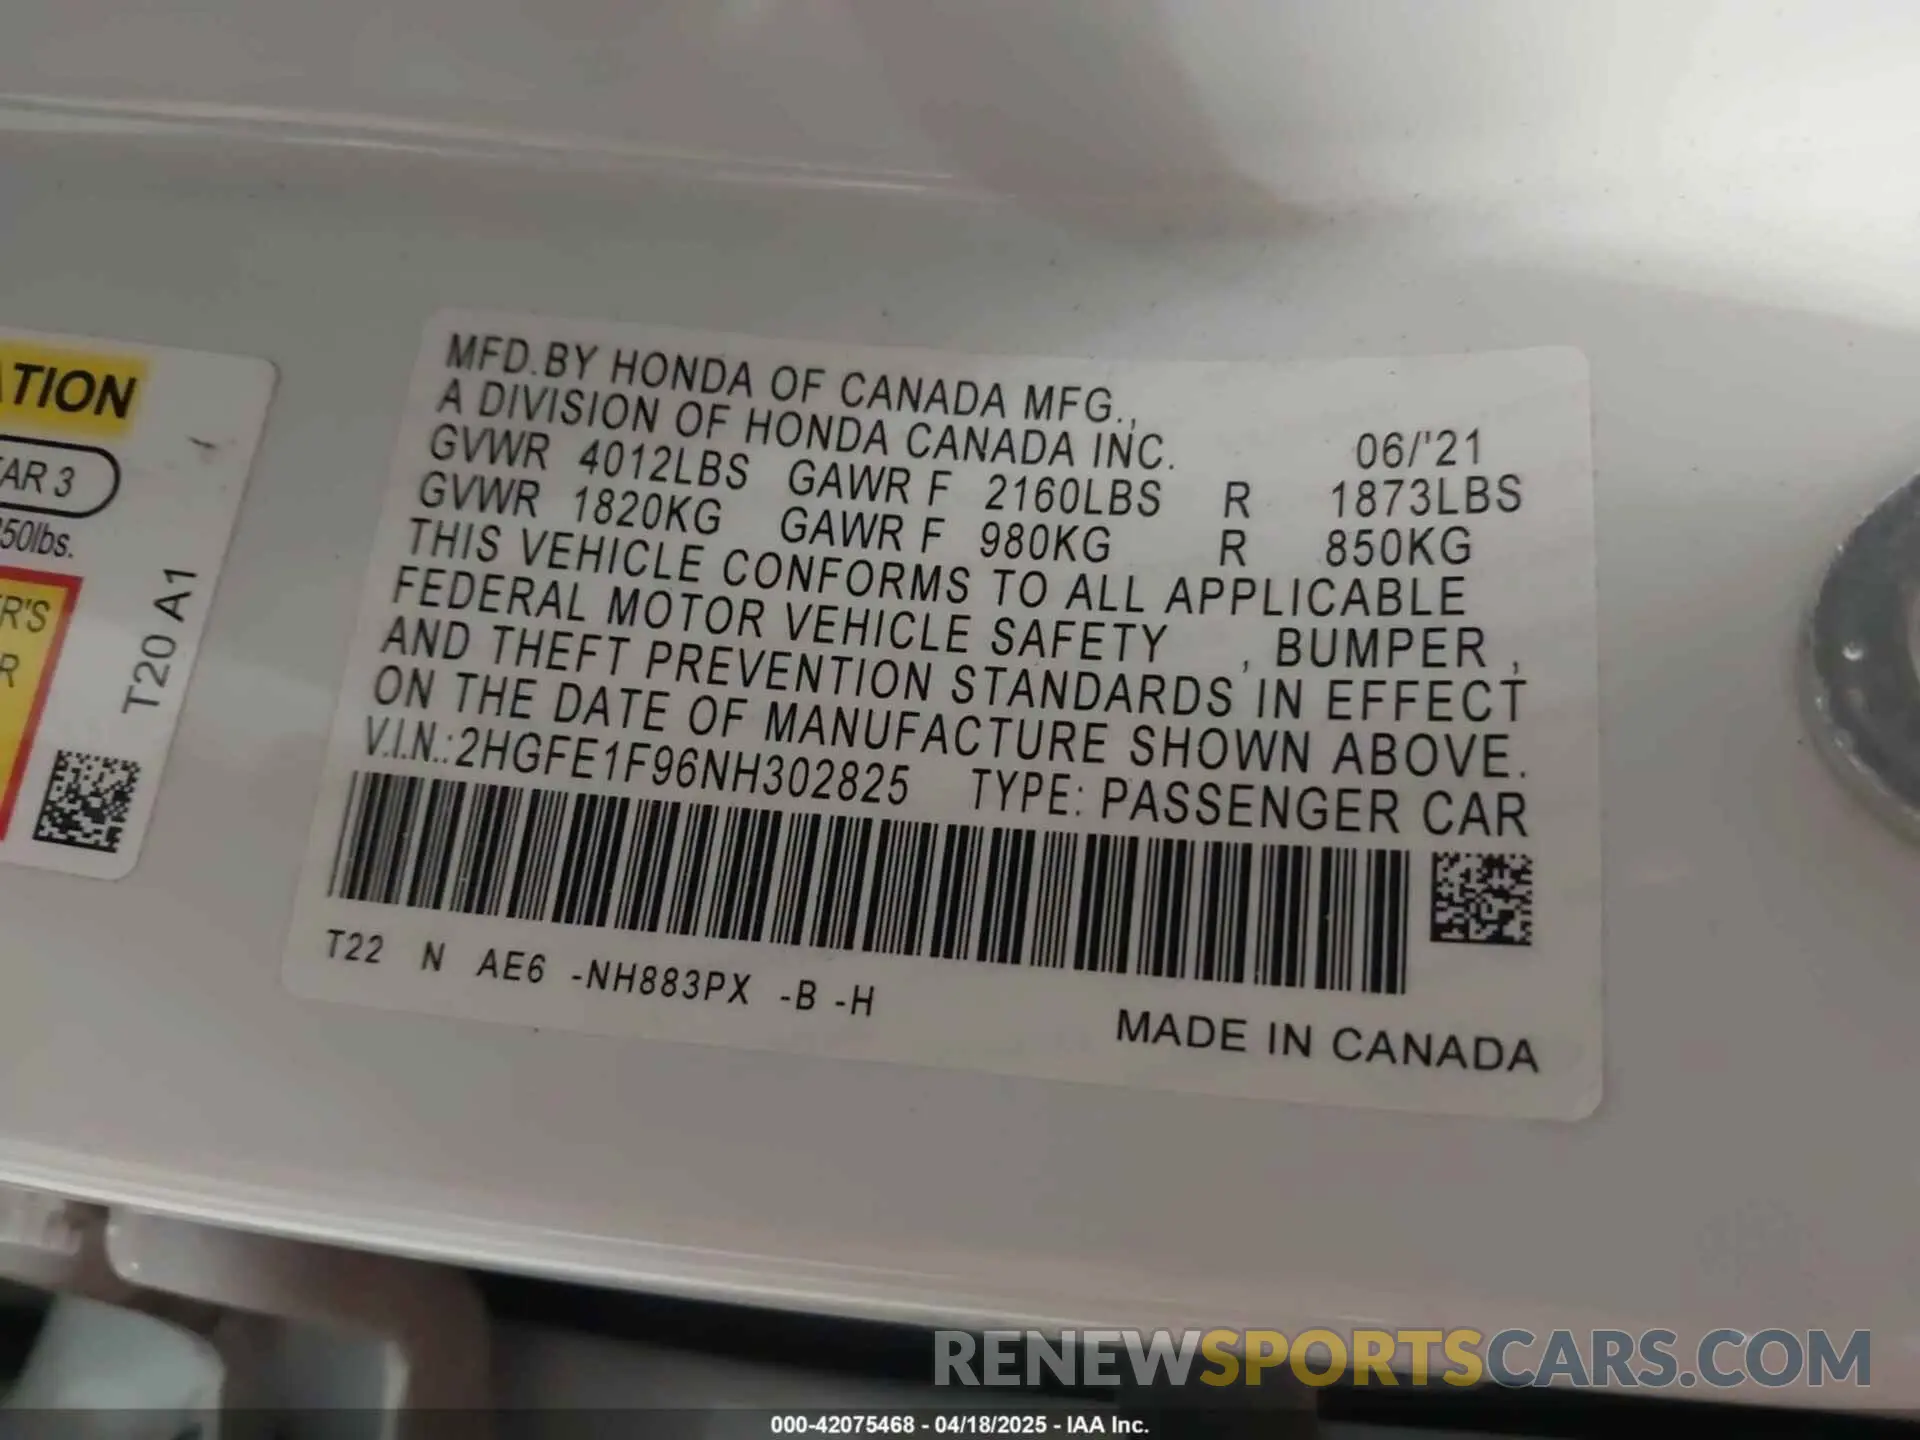 ATION
AR 3
50lbs.
R'S
R
T20 A1
MFD.BY HONDA OF CANADA MFG.,
A DIVISION OF HONDA CANADA INC. 06/'21
GVWR 4012LBS GAWR F 2160LBS R 1873LBS
GVWR 1820KG GAWR F 980KG R 850KG
THIS VEHICLE CONFORMS TO ALL APPLICABLE
FEDERAL MOTOR VEHICLE SAFETY , BUMPER ,
AND THEFT PREVENTION STANDARDS IN EFFECT
ON THE DATE OF MANUFACTURE SHOWN ABOVE.
V.I.N.:2HGFE1F96NH302825 TYPE: PASSENGER CAR
T22 N AE6 -NH883PX -B -H
MADE IN CANADA
RENEWSPORTSCARS.COM
000-42075468 - 04/18/2025 - IAA Inc.